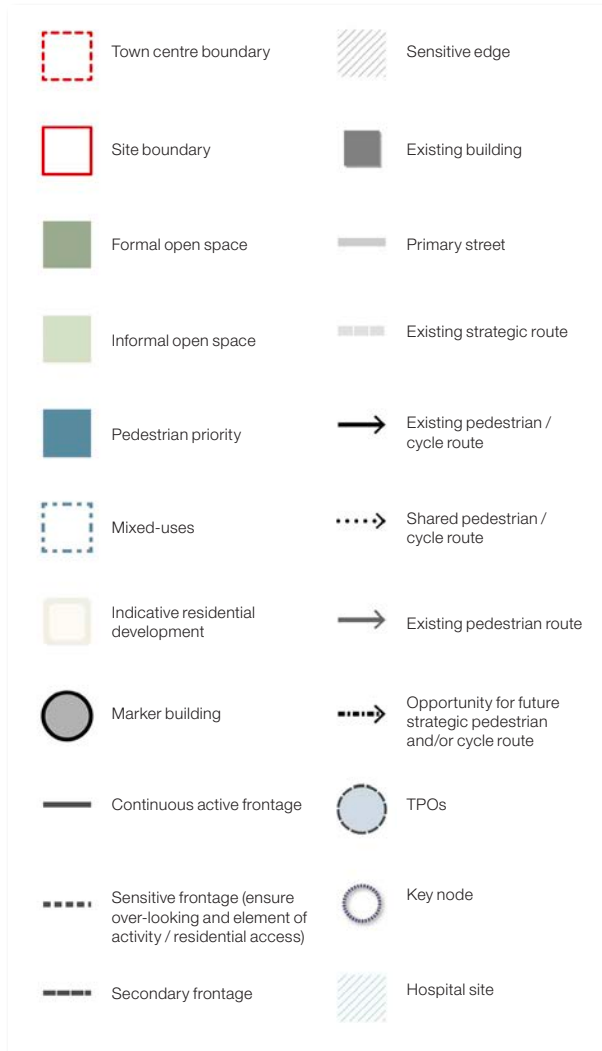 Town centre boundary
Site boundary
Formal open space
Informal open space
Pedestrian priority
Mixed-uses
Indicative residential
development
Marker building
Continuous active frontage
Sensitive frontage (ensure
over-looking and element of
activity / residential access)
Secondary frontage
Sensitive edge
Existing building
Primary street
Existing strategic route
Existing pedestrian /
cycle route
Shared pedestrian /
cycle route
Existing pedestrian route
Opportunity for future
strategic pedestrian
and/or cycle route
TPOs
Key node
Hospital site